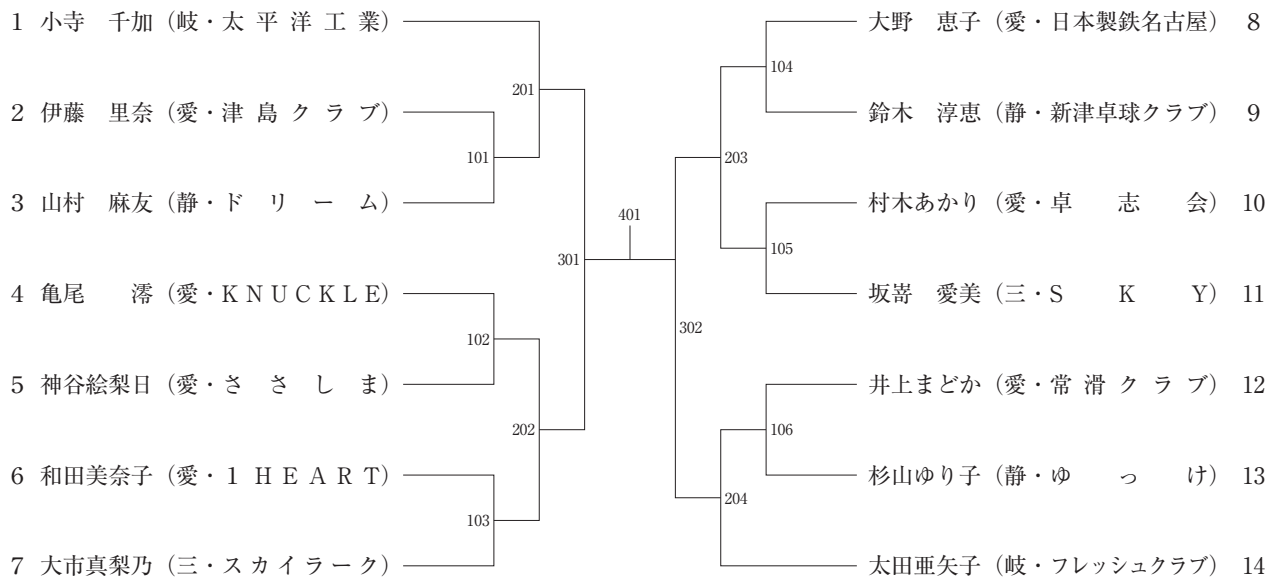 1 小寺 千加（岐・太平洋工業）
2 伊藤 里奈（愛・津島クラブ）
3 山村 麻友（静・ドリーム）
4 亀尾 澪（愛・KNUCKLE）
5 神谷絵梨日（愛・ささしま）
6 和田美奈子（愛・1HEART）
7 大市真梨乃（三・スカイラーク）
201
101
102
202
103
301
401
302
104
203
105
106
204
大野 恵子（愛・日本製鉄名古屋） 8
鈴木 淳恵（静・新津卓球クラブ） 9
村木あかり（愛・卓志会） 10
坂嵜 愛美（三・SKY） 11
井上まどか（愛・常滑クラブ） 12
杉山ゆり子（静・ゆっけ） 13
太田亜矢子（岐・フレッシュクラブ） 14